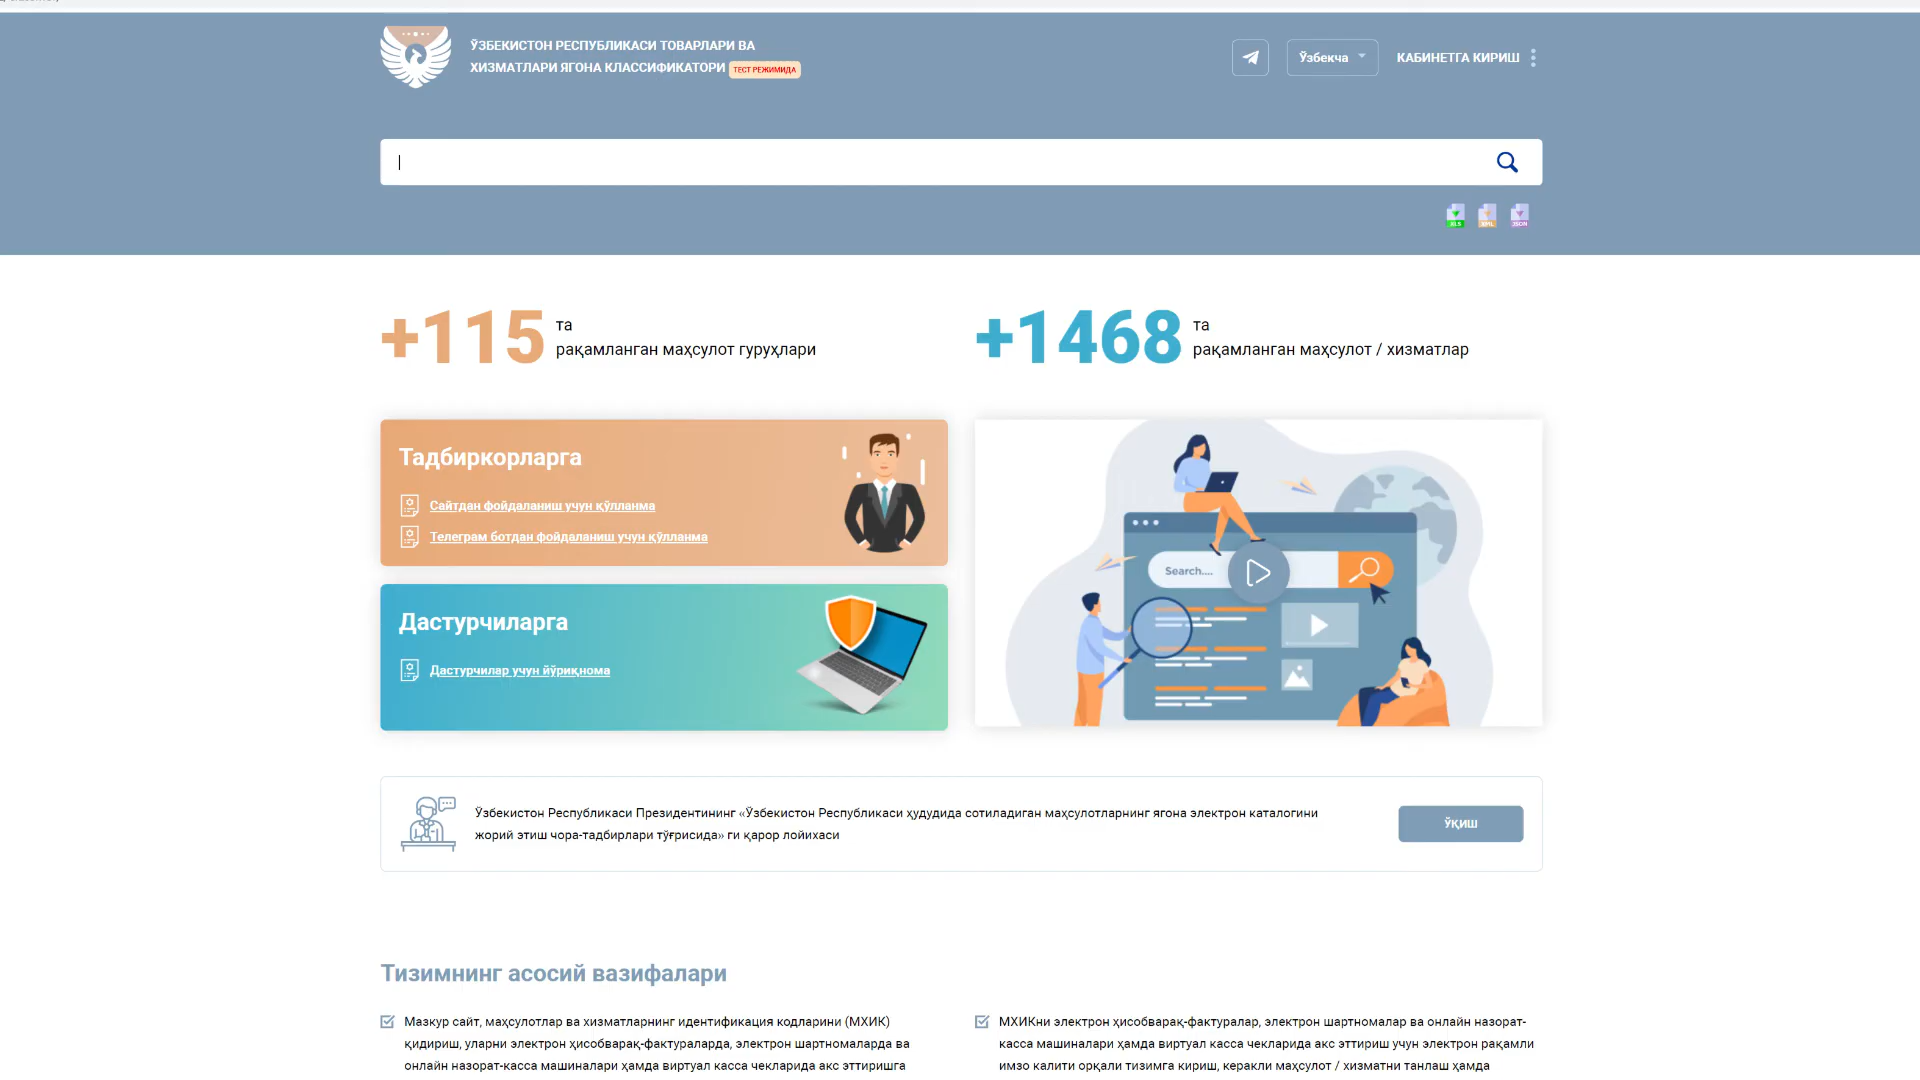 ЎЗБЕКИСТОН РЕСПУБЛИКАСИ ТОВАРЛАРИ ВА
ХИЗМАТЛАРИ ЯГОНА КЛАССИФИКАТОРИ ТЕСТ РЕЖИМИДА
Ўзбекча
КАБИНЕТГА КИРИШ
XLS
XML
JSON
+115 та
рақамланган маҳсулот гуруҳлари
+1468 та
рақамланган маҳсулот / хизматлар
Тадбиркорларга
Сайтдан фойдаланиш учун қўлланма
Телеграм ботдан фойдаланиш учун қўлланма
Search....
Дастурчиларга
Дастурчилар учун йўриқнома
Ўзбекистон Республикаси Президентининг «Ўзбекистон Республикаси ҳудудида сотиладиган маҳсулотларнинг ягона электрон каталогини
жорий этиш чора-тадбирлари тўғрисида» ги қарор лойихаси
ЎҚИШ
Тизимнинг асосий вазифалари
Мазкур сайт, маҳсулотлар ва хизматларнинг идентификация кодларини (МХИК)
қидириш, уларни электрон ҳисобварақ-фактураларда, электрон шартномаларда ва
онлайн назорат-касса машиналари ҳамда виртуал касса чекларида акс эттиришга
МХИКни электрон ҳисобварақ-фактуралар, электрон шартномалар ва онлайн назорат-
касса машиналари ҳамда виртуал касса чекларида акс эттириш учун электрон рақамли
имзо калити орқали тизимга кириш, керакли маҳсулот / хизматни танлаш ҳамда